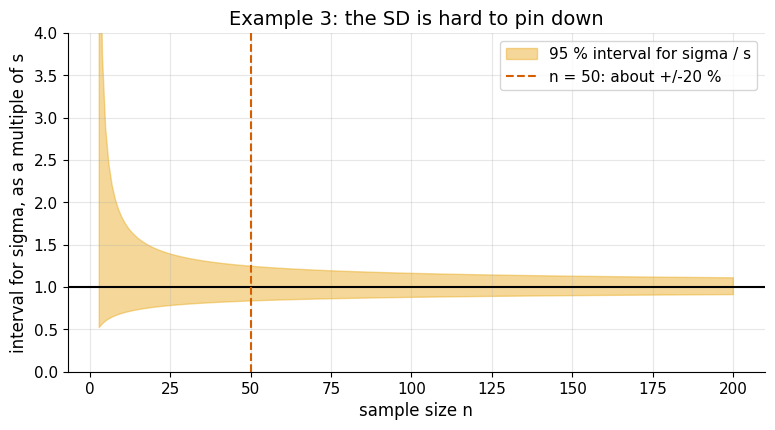 Example 3: the SD is hard to pin down
interval for sigma, as a multiple of s
4.0
3.5
3.0
2.5
2.0
1.5
1.0
0.5
0.0
95 % interval for sigma / s
n = 50: about +/-20 %
0 25 50 75 100 125 150 175 200
sample size n